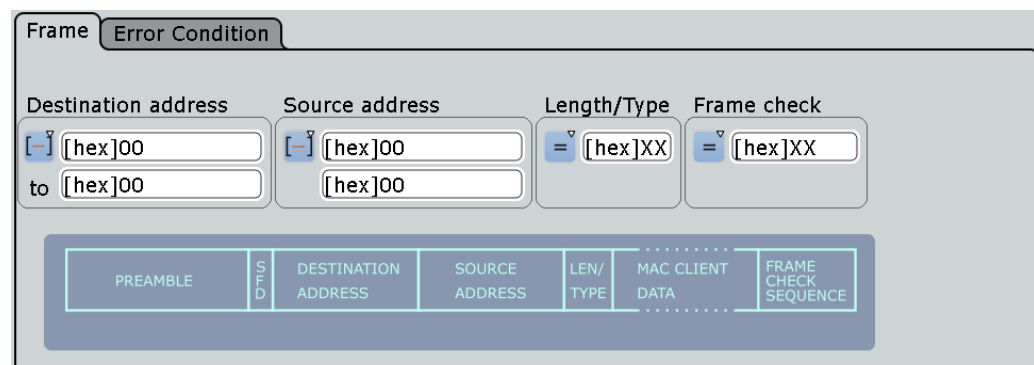 Frame Error Condition
Destination address Source address Length/Type Frame check
[-] [hex]00 [-] [hex]00 = [hex]XX = [hex]XX
to [hex]00 [hex]00
PREAMBLE
SFD
DESTINATION
ADDRESS
SOURCE
ADDRESS
LEN/
TYPE
MAC CLIENT
DATA
FRAME
CHECK
SEQUENCE